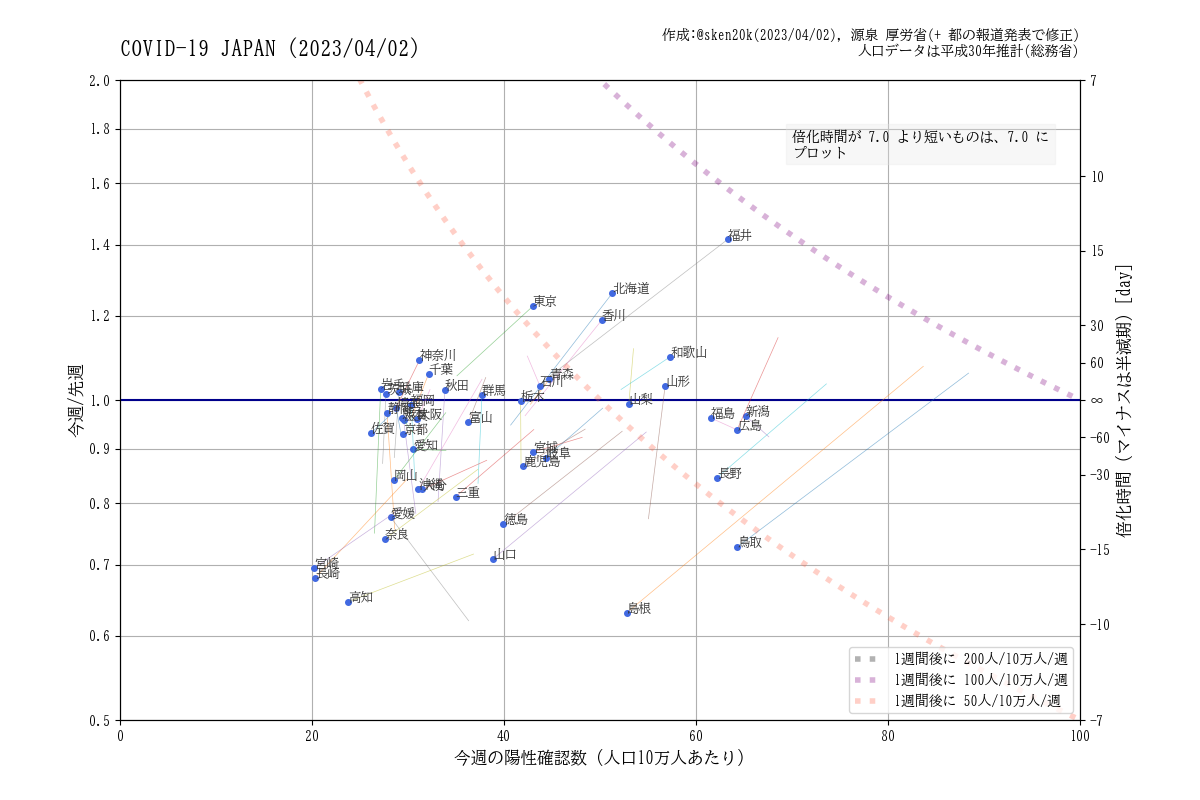 COVID-19 JAPAN (2023/04/02)
作成:@sken20k(2023/04/02), 源泉 厚労省(+ 都の報道発表で修正)
人口データは平成30年推計(総務省)
倍化時間が 7.0 より短いものは、7.0 に
プロット
今週/先週
2.0
1.8
1.6
1.4
1.2
1.0
0.9
0.8
0.7
0.6
0.5
福井
北海道
東京
香川
和歌山
神奈川
千葉
青森
石川
山形
岩手
兵庫
秋田
群馬
栃木
山梨
福岡
富山
福島
新潟
広島
佐賀
京都
愛知
宮城
岐阜
鹿児島
岡山
長野
三重
愛媛
徳島
奈良
鳥取
山口
宮崎
長崎
高知
島根
7
10
15
30
60
∞
-60
-30
-15
-10
-7
倍化時間 (マイナスは半減期) [day]
1週間後に 200人/10万人/週
1週間後に 100人/10万人/週
1週間後に 50人/10万人/週
0
20
40
60
80
100
今週の陽性確認数 (人口10万人あたり)